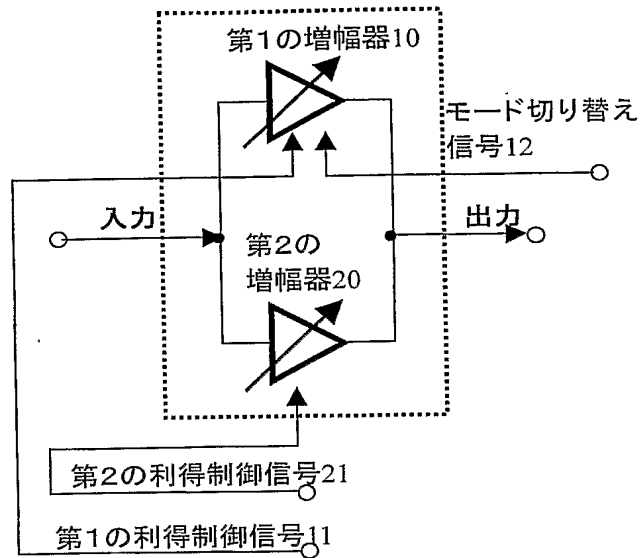 第1の増幅器10
モード切り替え
信号12
入力
出力
第2の
増幅器20
第2の利得制御信号21
第1の利得制御信号11